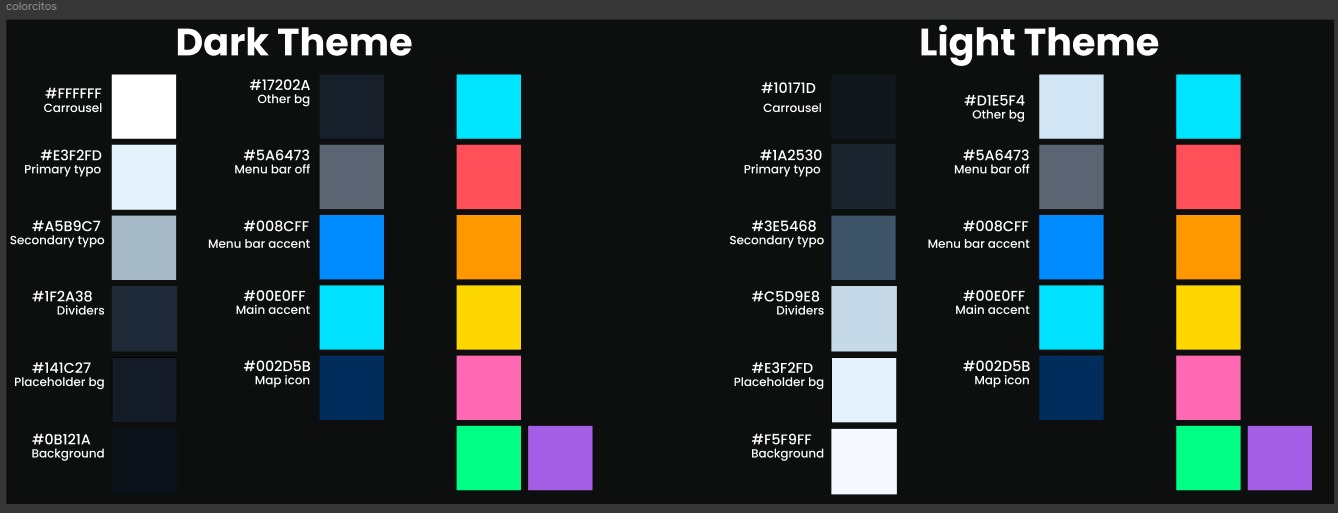 colorcitos
Dark Theme
#FFFFFF
Carrousel
#E3F2FD
Primary typo
#A5B9C7
Secondary typo
#1F2A38
Dividers
#141C27
Placeholder bg
#0B121A
Background
#17202A
Other bg
#5A6473
Menu bar off
#008CFF
Menu bar accent
#00E0FF
Main accent
#002D5B
Map icon
Light Theme
#10171D
Carrousel
#1A2530
Primary typo
#3E5468
Secondary typo
#C5D9E8
Dividers
#E3F2FD
Placeholder bg
#F5F9FF
Background
#D1E5F4
Other bg
#5A6473
Menu bar off
#008CFF
Menu bar accent
#00E0FF
Main accent
#002D5B
Map icon